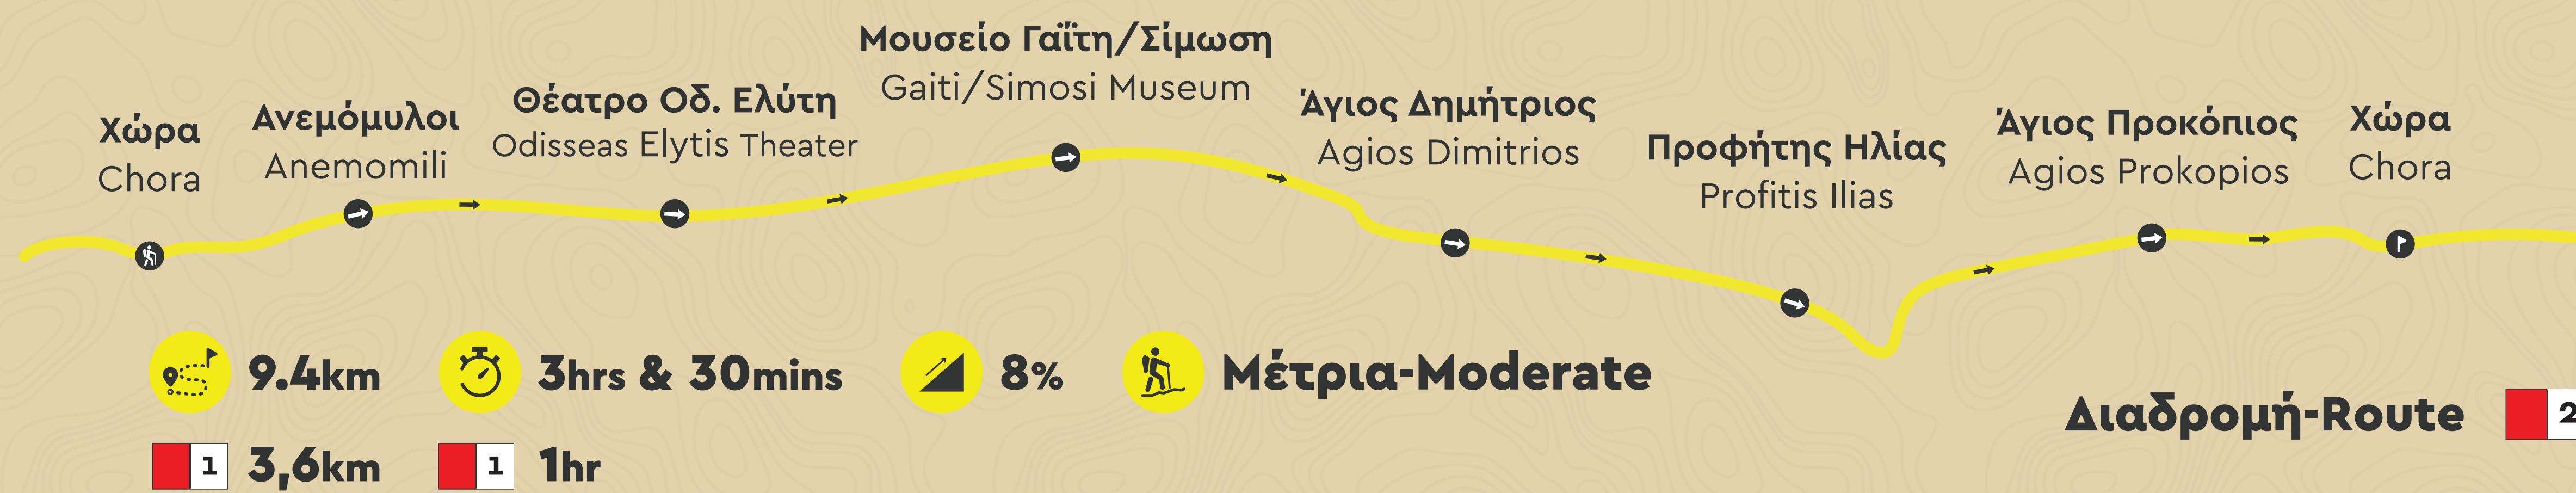 Χώρα
Chora
Ανεμόμυλοι
Anemomili
Θέατρο Οδ. Ελύτη
Odisseas Elytis Theater
Μουσείο Γαΐτη/Σίμωση
Gaiti/Simosi Museum
Άγιος Δημήτριος
Agios Dimitrios
Προφήτης Ηλίας
Profitis Ilias
Άγιος Προκόπιος
Agios Prokopios
Χώρα
Chora
9.4km
3hrs & 30mins
8%
Μέτρια-Moderate
Διαδρομή-Route
2
1 3,6km
1 1hr